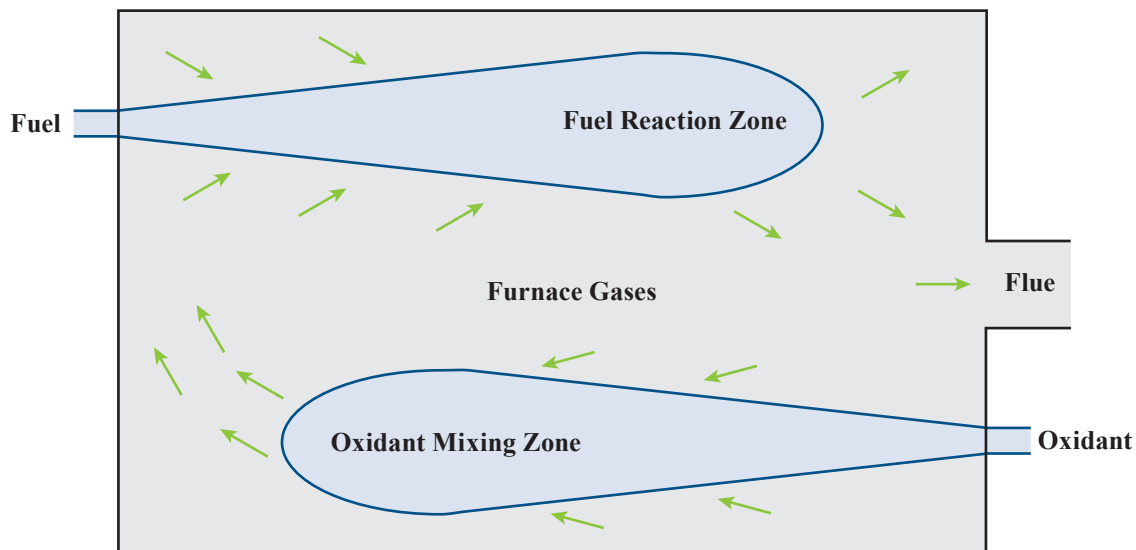 Fuel
Fuel Reaction Zone
Furnace Gases
Flue
Oxidant Mixing Zone
Oxidant